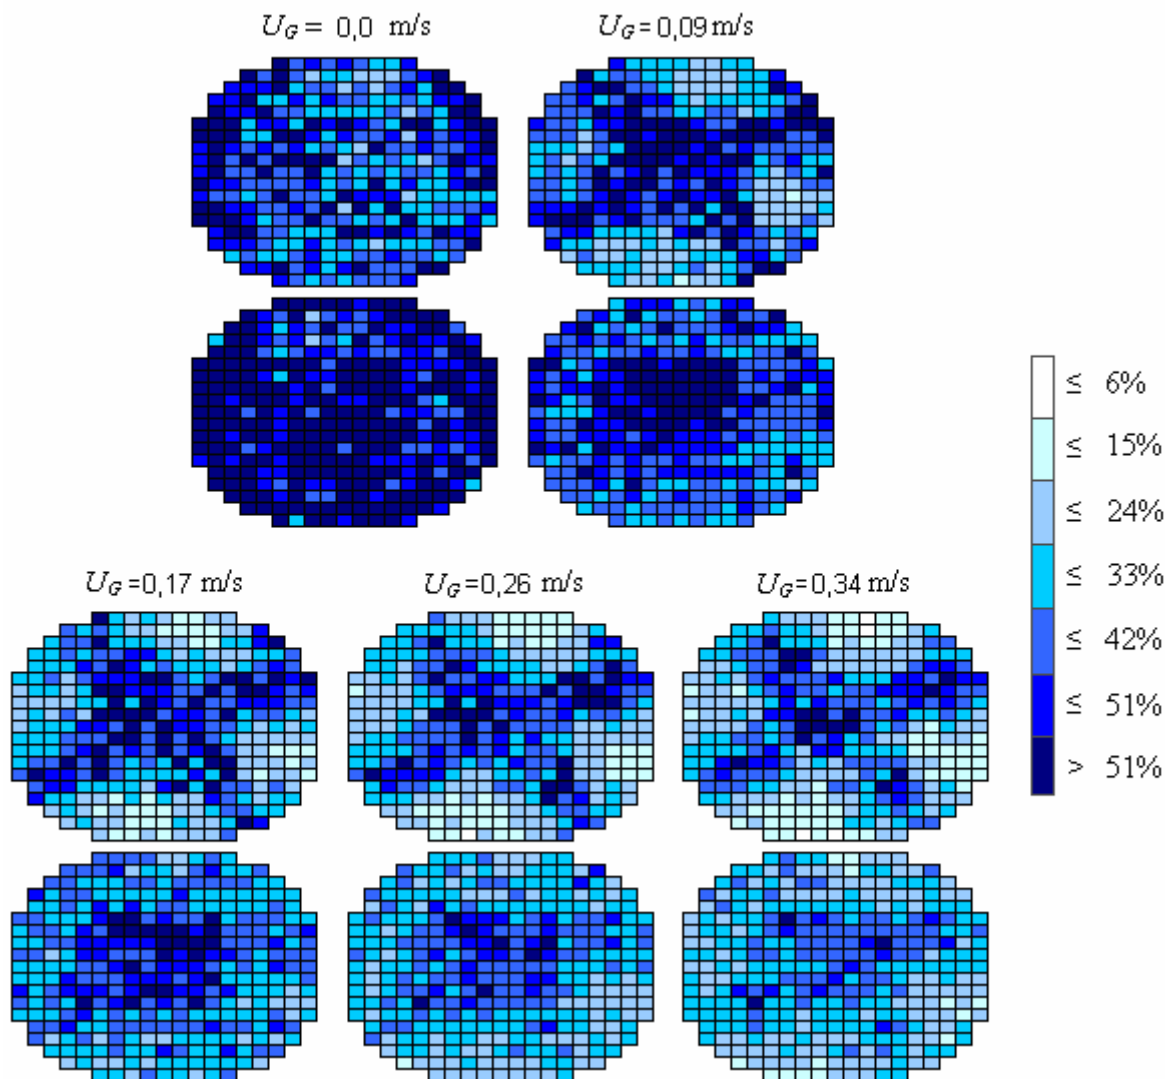 U_G = 0,0 m/s
U_G = 0,09 m/s
≤ 6%
≤ 15%
≤ 24%
≤ 33%
≤ 42%
≤ 51%
> 51%
U_G = 0,17 m/s
U_G = 0,26 m/s
U_G = 0,34 m/s